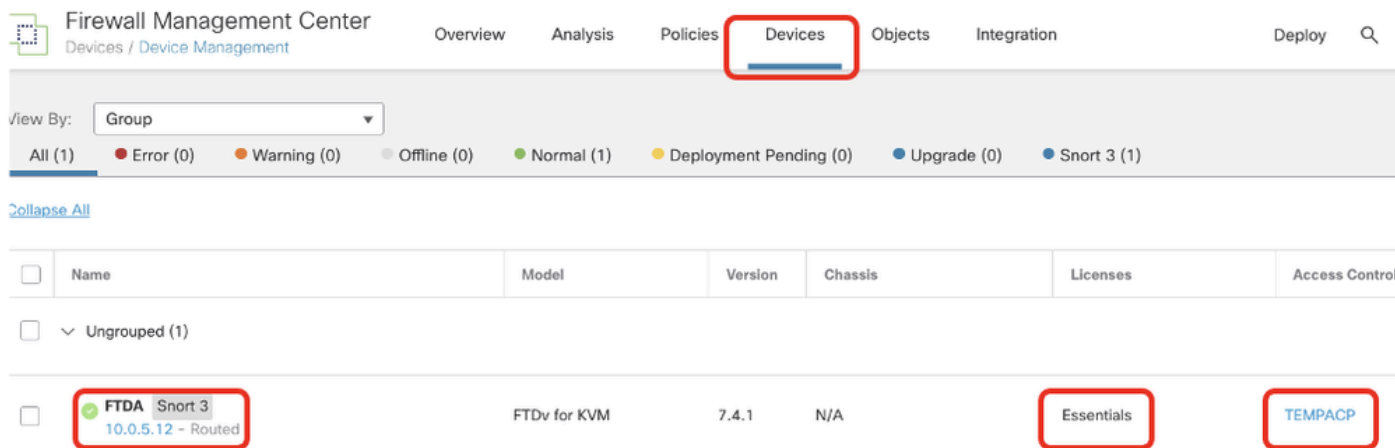 Firewall Management Center
Devices / Device Management
Overview Analysis Policies Devices Objects Integration Deploy
View By: Group
All (1) Error (0) Warning (0) Offline (0) Normal (1) Deployment Pending (0) Upgrade (0) Snort 3 (1)
Collapse All
Name Model Version Chassis Licenses Access Control
Ungrouped (1)
FTDA Snort 3 FTDv for KVM 7.4.1 N/A Essentials TEMPACP
10.0.5.12 – Routed